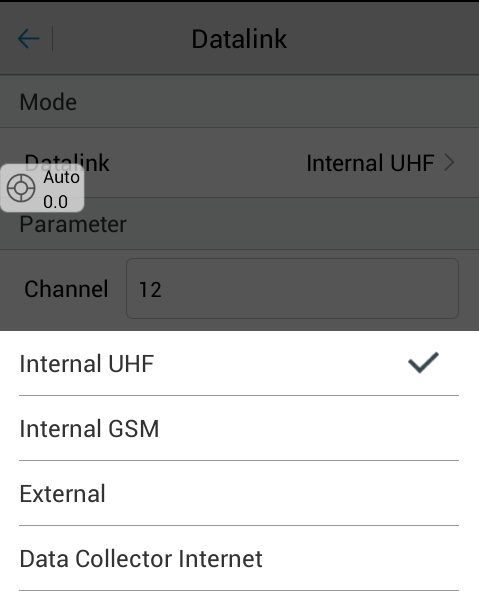 Datalink
Mode
Datalink
Internal UHF
Auto
0.0
Parameter
Channel
12
Internal UHF
Internal GSM
External
Data Collector Internet